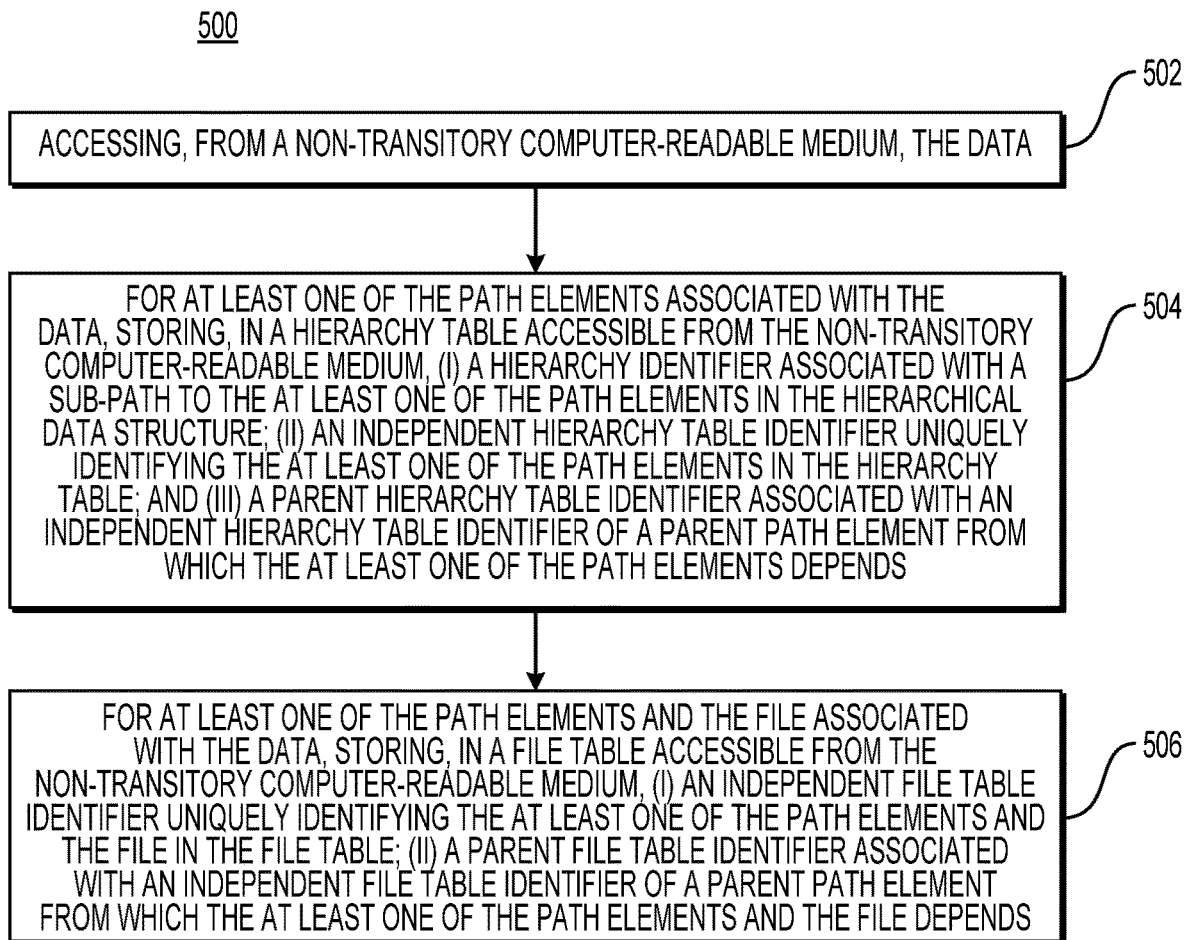 500
502
ACCESSING, FROM A NON-TRANSITORY COMPUTER-READABLE MEDIUM, THE DATA
504
FOR AT LEAST ONE OF THE PATH ELEMENTS ASSOCIATED WITH THE
DATA, STORING, IN A HIERARCHY TABLE ACCESSIBLE FROM THE NON-TRANSITORY
COMPUTER-READABLE MEDIUM, (I) A HIERARCHY IDENTIFIER ASSOCIATED WITH A
SUB-PATH TO THE AT LEAST ONE OF THE PATH ELEMENTS IN THE HIERARCHICAL
DATA STRUCTURE; (II) AN INDEPENDENT HIERARCHY TABLE IDENTIFIER UNIQUELY
IDENTIFYING THE AT LEAST ONE OF THE PATH ELEMENTS IN THE HIERARCHY
TABLE; AND (III) A PARENT HIERARCHY TABLE IDENTIFIER ASSOCIATED WITH AN
INDEPENDENT HIERARCHY TABLE IDENTIFIER OF A PARENT PATH ELEMENT FROM
WHICH THE AT LEAST ONE OF THE PATH ELEMENTS DEPENDS
506
FOR AT LEAST ONE OF THE PATH ELEMENTS AND THE FILE ASSOCIATED
WITH THE DATA, STORING, IN A FILE TABLE ACCESSIBLE FROM THE
NON-TRANSITORY COMPUTER-READABLE MEDIUM, (I) AN INDEPENDENT FILE TABLE
IDENTIFIER UNIQUELY IDENTIFYING THE AT LEAST ONE OF THE PATH ELEMENTS AND
THE FILE IN THE FILE TABLE; (II) A PARENT FILE TABLE IDENTIFIER ASSOCIATED
WITH AN INDEPENDENT FILE TABLE IDENTIFIER OF A PARENT PATH ELEMENT
FROM WHICH THE AT LEAST ONE OF THE PATH ELEMENTS AND THE FILE DEPENDS